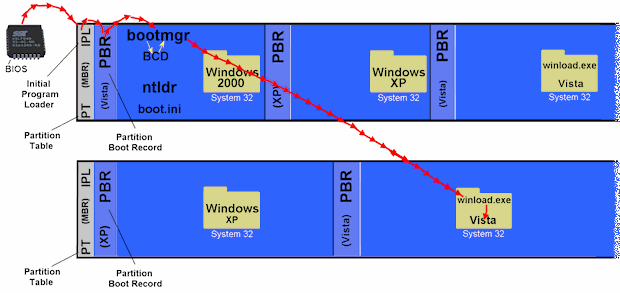 BIOS
Initial
Program
Loader
Partition
Table
IPL
(MBR)
PT
PBR
(Vista)
Partition
Boot Record
bootmgr
BCD
ntldr
boot.ini
Windows
2000
System 32
PBR
(XP)
Windows
XP
System 32
PBR
(Vista)
winload.exe
Vista
System 32
IPL
(MBR)
PT
PBR
(XP)
Partition
Table
Partition
Boot Record
Windows
XP
System 32
PBR
(Vista)
winload.exe
Vista
System 32